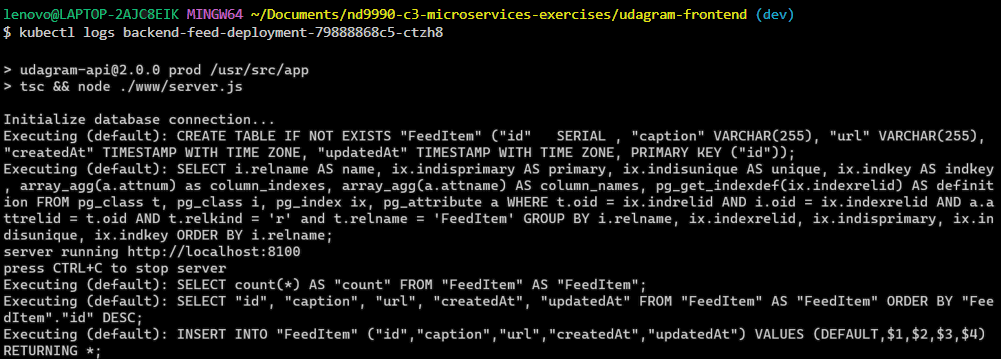 lenovo@LAPTOP-2AJC8EIK MINGW64 ~/Documents/nd9990-c3-microservices-exercises/udagram-frontend (dev)
$ kubectl logs backend-feed-deployment-79888868c5-ctzh8
> udagram-api@2.0.0 prod /usr/src/app
> tsc && node ./www/server.js
Initialize database connection...
Executing (default): CREATE TABLE IF NOT EXISTS "FeedItem" ("id"   SERIAL , "caption" VARCHAR(255), "url" VARCHAR(255),
"createdAt" TIMESTAMP WITH TIME ZONE, "updatedAt" TIMESTAMP WITH TIME ZONE, PRIMARY KEY ("id"));
Executing (default): SELECT i.relname AS name, ix.indisprimary AS primary, ix.indisunique AS unique, ix.indkey AS indkey
, array_agg(a.attnum) as column_indexes, array_agg(a.attname) AS column_names, pg_get_indexdef(ix.indexrelid) AS definit
ion FROM pg_class t, pg_class i, pg_index ix, pg_attribute a WHERE t.oid = ix.indrelid AND i.oid = ix.indexrelid AND a.a
ttrelid = t.oid AND t.relkind = 'r' and t.relname = 'FeedItem' GROUP BY i.relname, ix.indexrelid, ix.indisprimary, ix.in
disunique, ix.indkey ORDER BY i.relname;
server running http://localhost:8100
press CTRL+C to stop server
Executing (default): SELECT count(*) AS "count" FROM "FeedItem" AS "FeedItem";
Executing (default): SELECT "id", "caption", "url", "createdAt", "updatedAt" FROM "FeedItem" AS "FeedItem" ORDER BY "Fee
dItem"."id" DESC;
Executing (default): INSERT INTO "FeedItem" ("id","caption","url","createdAt","updatedAt") VALUES (DEFAULT,$1,$2,$3,$4)
RETURNING *;